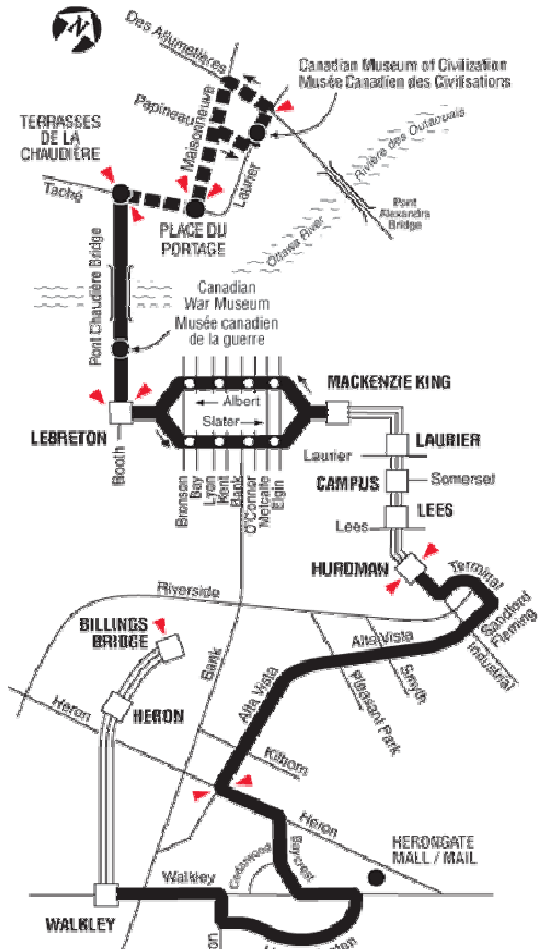 N
Des Allumetières
Canadian Museum of Civilization
Musée Canadien des Civilisations
Papineau
Maisonneuve
Laurier
Rivière des Outaouais
TERRASSES
DE LA
CHAUDIÈRE
Taché
PLACE DU
PORTAGE
Pont
Alexandra
Bridge
Ottawa River
Pont Chaudière Bridge
Canadian
War Museum
Musée canadien
de la guerre
MACKENZIE KING
Albert
Slater
LEBRETON
Booth
Bronson
Bay
Lyon
Kent
Bank
O'Connor
Metcalfe
Elgin
LAURIER
Laurier
CAMPUS
Somerset
LEES
Lees
HURDMAN
Terminal
Sandford
Fleming
Industrial
Riverside
BILLINGS
BRIDGE
Alta Vista
Smyth
Pleasant Park
Bank
Alta Vista
Heron
HERON
Kilborn
Heron
HERONGATE
MALL / MAIL
Baycrest
Walkley
WALKLEY